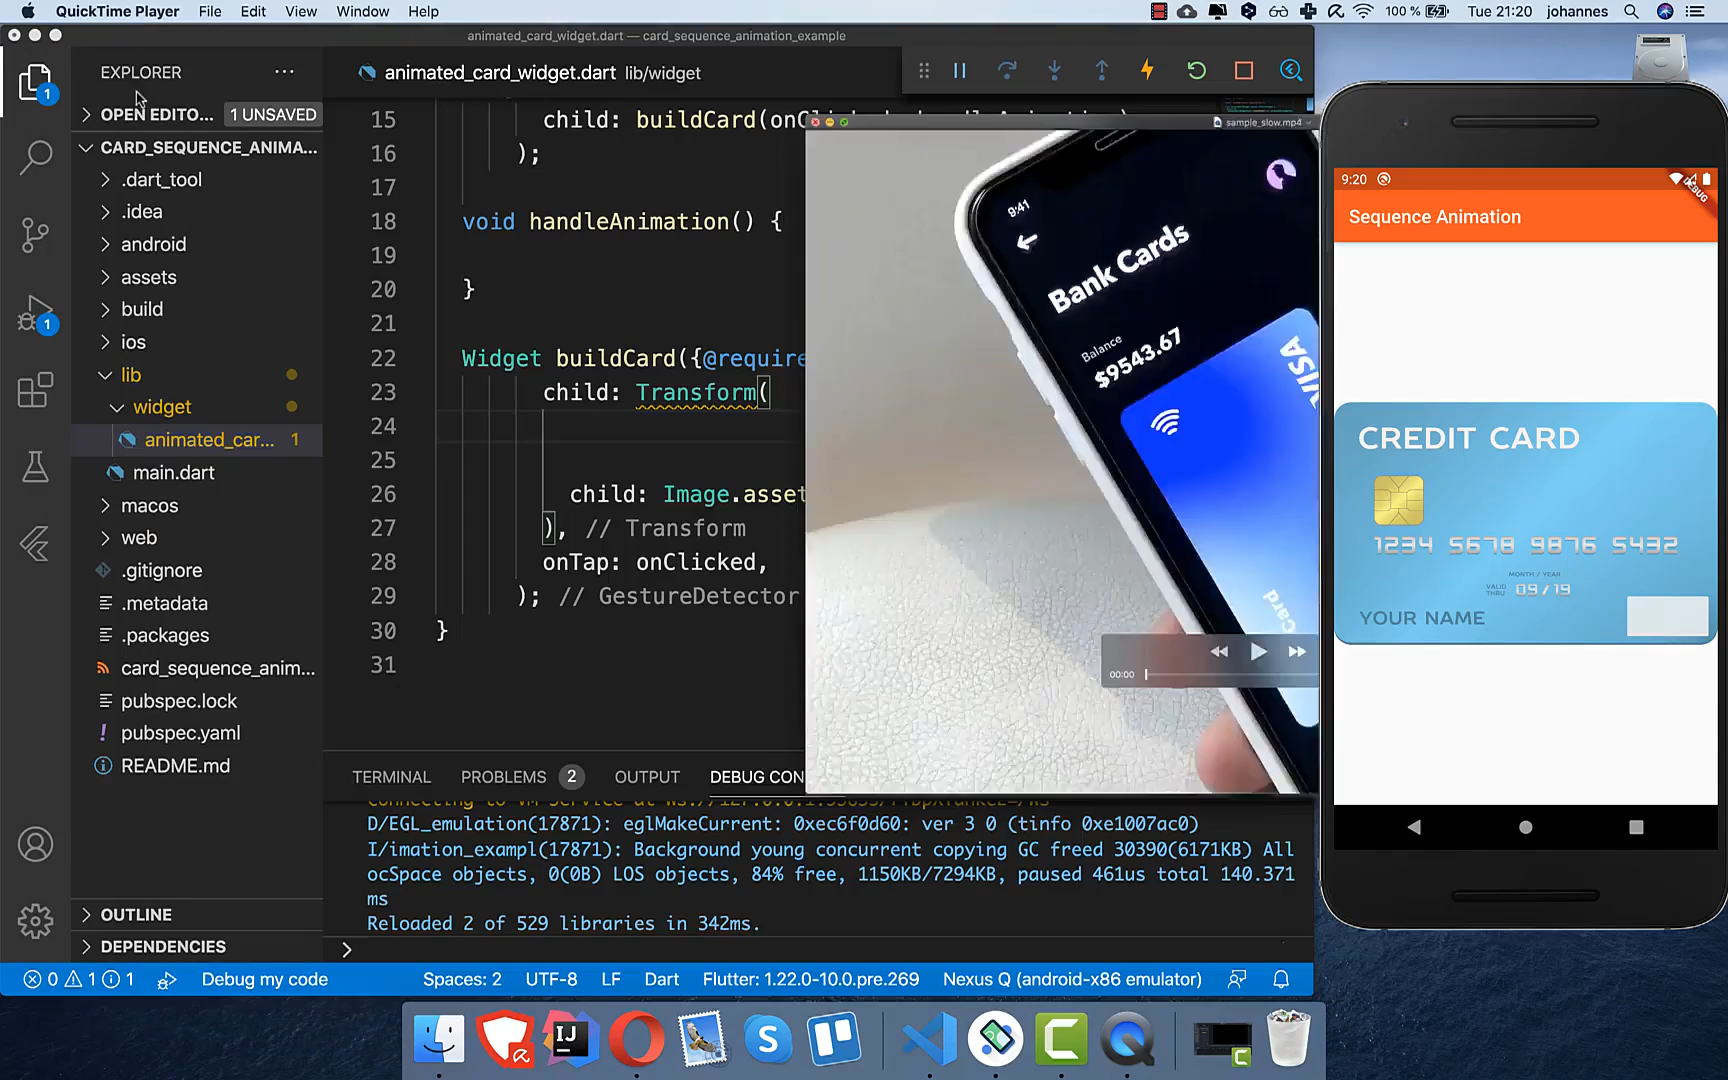 QuickTime Player File Edit View Window Help 100 % Tue 21:20 johannes
animated_card_widget.dart — card_sequence_animation_example
EXPLORER
animated_card_widget.dart lib/widget
OPEN EDITO... 1 UNSAVED
CARD_SEQUENCE_ANIMA...
.dart_tool
.idea
android
assets
build
ios
lib
widget
animated_car... 1
main.dart
macos
web
.gitignore
.metadata
.packages
card_sequence_anim...
pubspec.lock
pubspec.yaml
README.md
OUTLINE
DEPENDENCIES
1
1
15 child: buildCard(
16 );
17
18 void handleAnimation() {
19
20 }
21
22 Widget buildCard({@require
23 child: Transform(
24
25
26 child: Image.asset
27 ), // Transform
28 onTap: onClicked,
29 ); // GestureDetector
30 }
31
sample_slow.mp4
9:41
Bank Cards
Balance
$9543.67
VISA
Card
00:00
TERMINAL PROBLEMS 2 OUTPUT DEBUG CON
D/EGL_emulation(17871): eglMakeCurrent: 0xec6f0d60: ver 3 0 (tinfo 0xe1007ac0)
I/imation_exampl(17871): Background young concurrent copying GC freed 30390(6171KB) All
ocSpace objects, 0(0B) LOS objects, 84% free, 1150KB/7294KB, paused 461us total 140.371
ms
Reloaded 2 of 529 libraries in 342ms.
0 1 1 Debug my code Spaces: 2 UTF-8 LF Dart Flutter: 1.22.0-10.0.pre.269 Nexus Q (android-x86 emulator)
9:20
DEBUG
Sequence Animation
CREDIT CARD
1234 5678 9876 5432
MONTH / YEAR
VALID
THRU 09/19
YOUR NAME
IJ